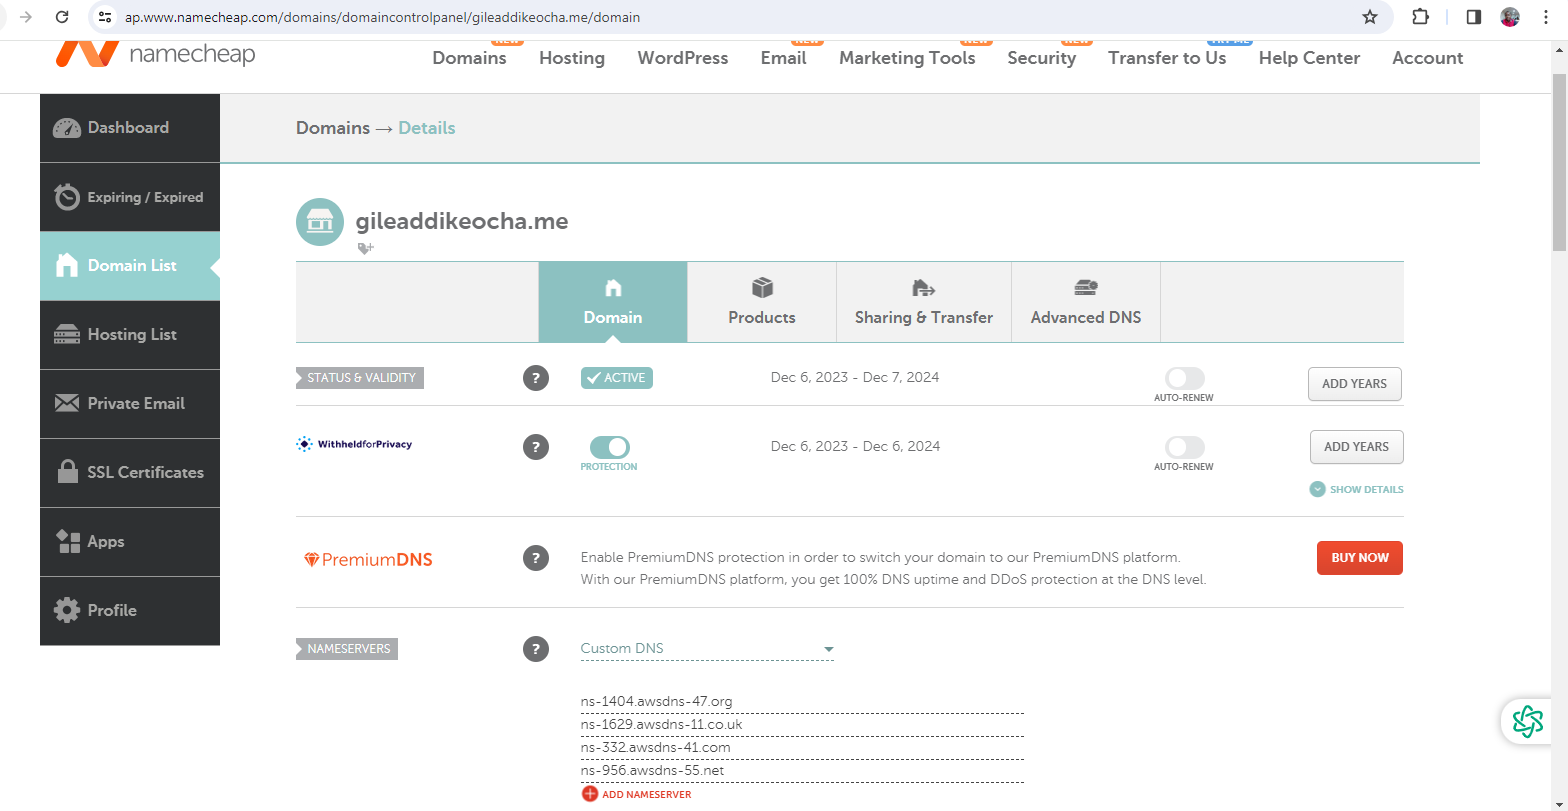 ap.www.namecheap.com/domains/domaincontrolpanel/gileaddikeocha.me/domain
namecheap
Domains Hosting WordPress Email Marketing Tools Security Transfer to Us Help Center Account
Dashboard
Expiring / Expired
Domain List
Hosting List
Private Email
SSL Certificates
Apps
Profile
Domains → Details
gileaddikeocha.me
Domain Products Sharing & Transfer Advanced DNS
STATUS & VALIDITY ? ACTIVE Dec 6, 2023 - Dec 7, 2024 AUTO-RENEW ADD YEARS
WithheldforPrivacy ? PROTECTION Dec 6, 2023 - Dec 6, 2024 AUTO-RENEW ADD YEARS
SHOW DETAILS
PremiumDNS ? Enable PremiumDNS protection in order to switch your domain to our PremiumDNS platform.
With our PremiumDNS platform, you get 100% DNS uptime and DDoS protection at the DNS level.
BUY NOW
NAMESERVERS ? Custom DNS
ns-1404.awsdns-47.org
ns-1629.awsdns-11.co.uk
ns-332.awsdns-41.com
ns-956.awsdns-55.net
ADD NAMESERVER